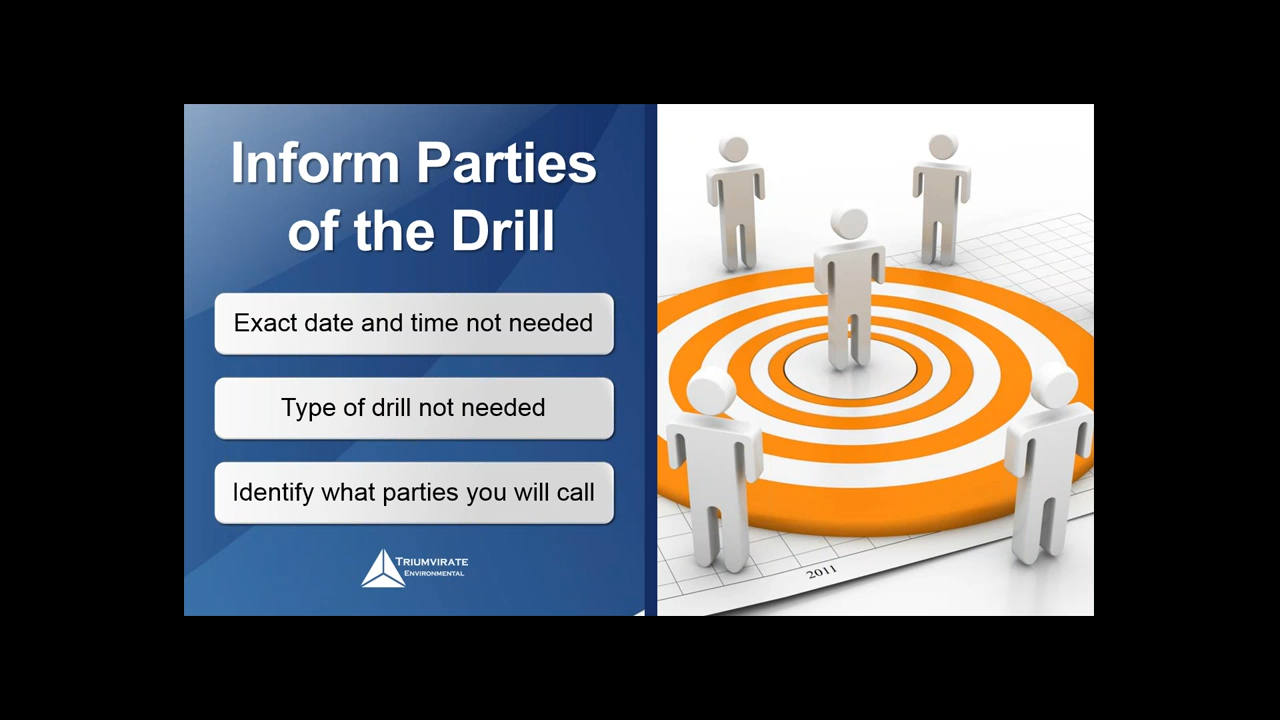 Inform Parties
of the Drill
Exact date and time not needed
Type of drill not needed
Identify what parties you will call
TRIUMVIRATE
ENVIRONMENTAL
2011